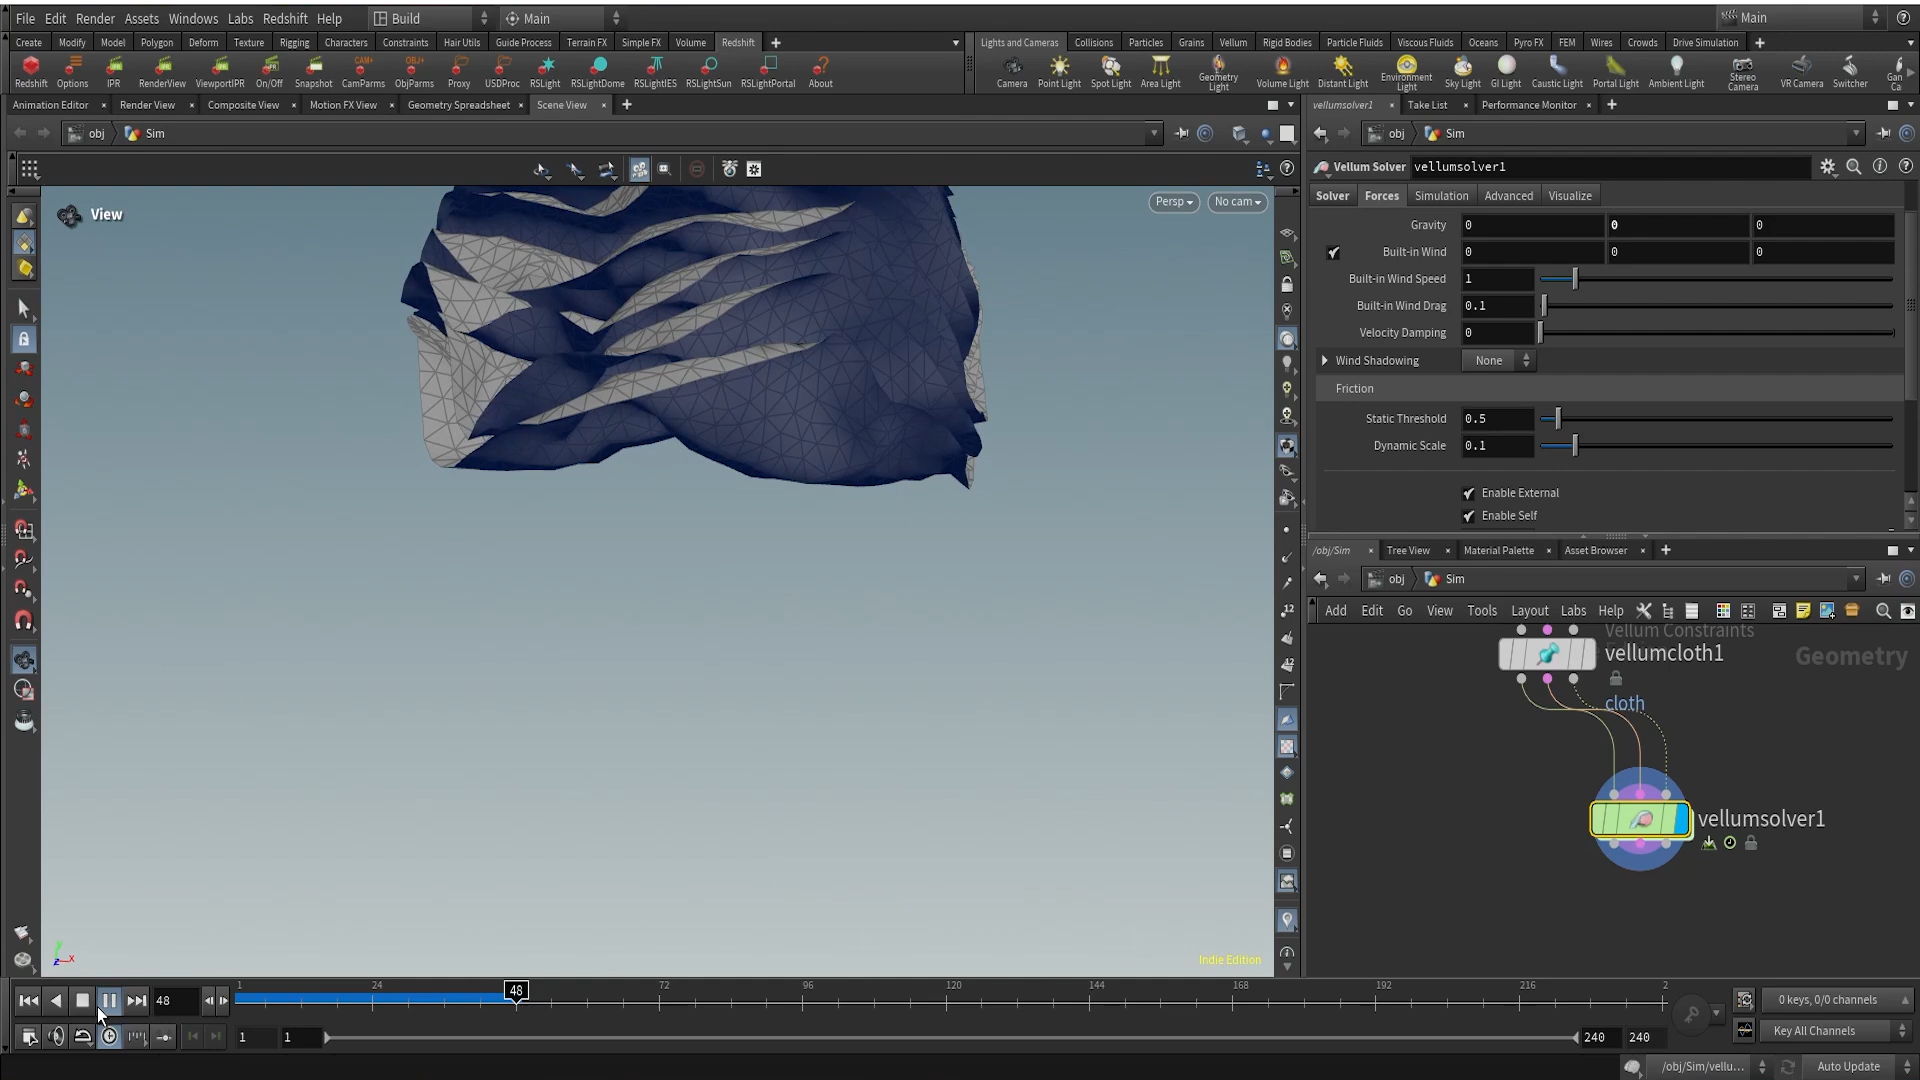 File Edit Render Assets Windows Labs Redshift Help Build Main Main
Create Modify Model Polygon Deform Texture Rigging Characters Constraints Hair Utils Guide Process Terrain FX Simple FX Volume Redshift
Lights and Cameras Collisions Particles Grains Vellum Rigid Bodies Particle Fluids Viscous Fluids Oceans Pyro FX FEM Wires Crowds Drive Simulation
Redshift Options IPR RenderView ViewportIPR On/Off Snapshot CamParms ObjParms Proxy USDProc RSLight RSLightDome RSLightIES RSLightSun RSLightPortal About
Camera Point Light Spot Light Area Light Geometry Light Volume Light Distant Light Environment Light Sky Light GI Light Caustic Light Portal Light Ambient Light Stereo Camera VR Camera Switcher
Animation Editor Render View Composite View Motion FX View Geometry Spreadsheet Scene View
vellumsolver1 Take List Performance Monitor
obj Sim
obj Sim
Vellum Solver vellumsolver1
Solver Forces Simulation Advanced Visualize
View
Persp No cam
Gravity 0 0 0
Built-in Wind 0 0 0
Built-in Wind Speed 1
Built-in Wind Drag 0.1
Velocity Damping 0
Wind Shadowing None
Friction
Static Threshold 0.5
Dynamic Scale 0.1
Enable External
Enable Self
/obj/Sim Tree View Material Palette Asset Browser
obj Sim
Add Edit Go View Tools Layout Labs Help
Vellum Constraints
vellumcloth1
Geometry
cloth
vellumsolver1
Indie Edition
1 24 48 72 96 120 144 168 192 216 2
48
0 keys, 0/0 channels
1 1 240 240
Key All Channels
/obj/Sim/vellu... Auto Update